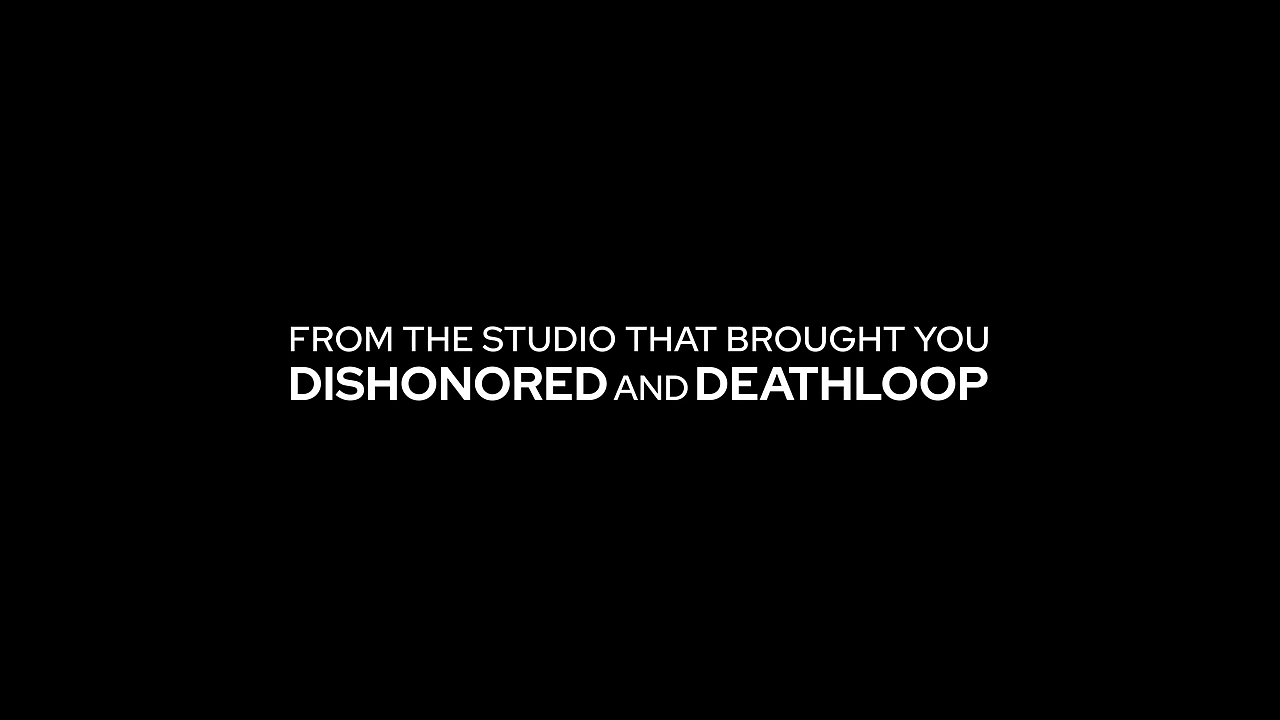 FROM THE STUDIO THAT BROUGHT YOU
DISHONORED AND DEATHLOOP